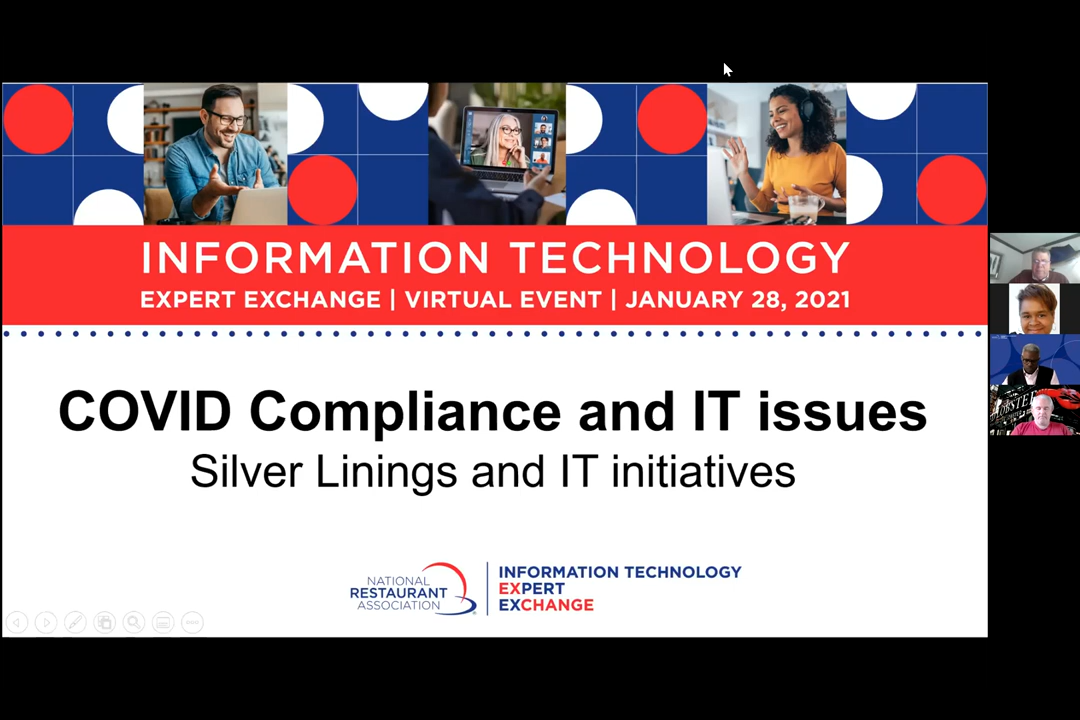 INFORMATION TECHNOLOGY
EXPERT EXCHANGE | VIRTUAL EVENT | JANUARY 28, 2021
COVID Compliance and IT issues
Silver Linings and IT initiatives
NATIONAL
RESTAURANT
ASSOCIATION
INFORMATION TECHNOLOGY
EXPERT
EXCHANGE